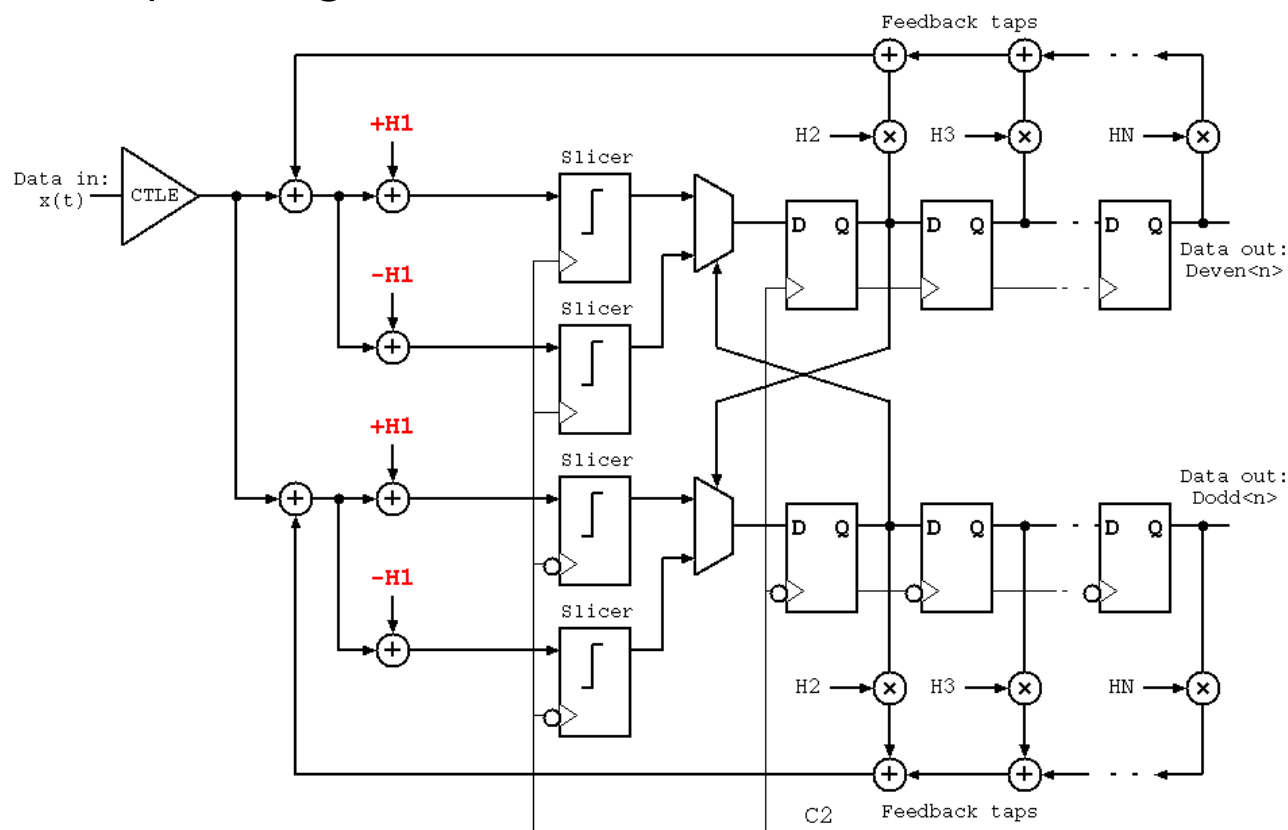 Feedback taps
+H1
H2
H3
HN
Slicer
Data in:
x(t)
CTLE
D Q
D Q
D Q
Data out:
Deven<n>
-H1
Slicer
+H1
Slicer
Data out:
Dodd<n>
D Q
D Q
D Q
-H1
Slicer
H2
H3
HN
C2
Feedback taps